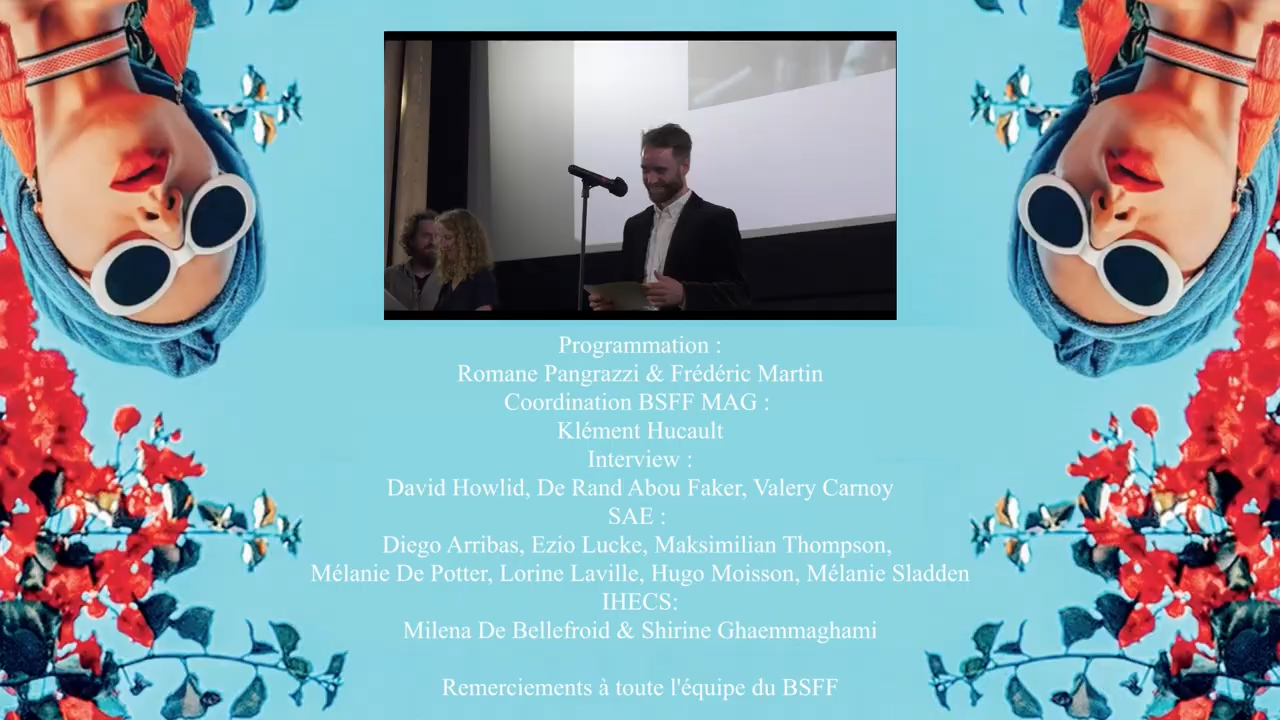 Programmation :
Romane Pangrazzi & Frédéric Martin
Coordination BSFF MAG :
Klément Hucault
Interview :
David Howlid, De Rand Abou Faker, Valery Carnoy
SAE :
Diego Arribas, Ezio Lucke, Maksimilian Thompson,
Mélanie De Potter, Lorine Laville, Hugo Moisson, Mélanie Sladden
IHECS:
Milena De Bellefroid & Shirine Ghaemmaghami
Remerciements à toute l'équipe du BSFF